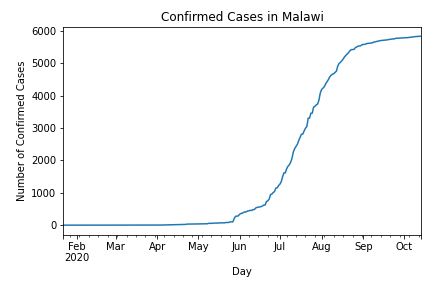 Confirmed Cases in Malawi
Number of Confirmed Cases
6000
5000
4000
3000
2000
1000
0
Feb Mar Apr May Jun Jul Aug Sep Oct
2020
Day